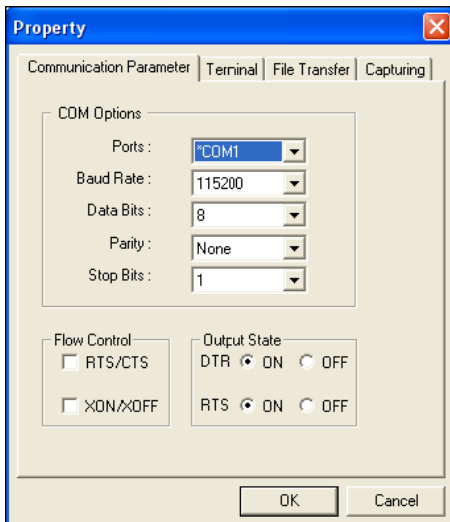 Property
Communication Parameter Terninal File Transfer Capturing
COM Options
Ports : *COM1
Baud Rate : 115200
Data Bits : 8
Parity : None
Stop Bits : 1
Flow Control Output State
RTS/CTS DTR ON OFF
XON/XOFF RTS ON OFF
OK Cancel